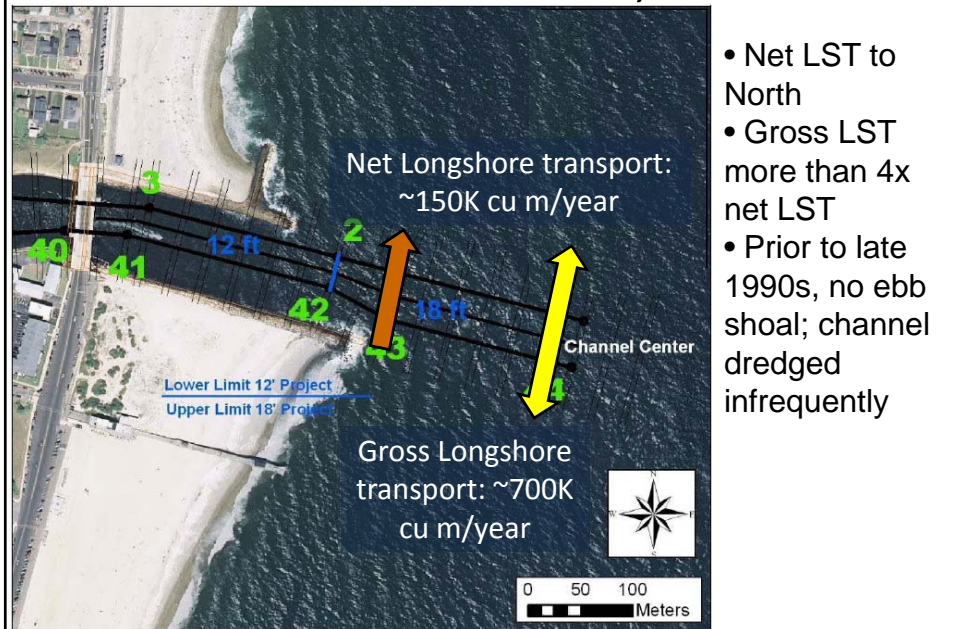 3
2
12 ft
40
41
42
18 ft
43
Channel Center
Net Longshore transport:
~150K cu m/year
Lower Limit 12' Project
Upper Limit 18' Project
Gross Longshore
transport: ~700K
cu m/year
N
W
E
S
0 50 100
Meters
• Net LST to
North
• Gross LST
more than 4x
net LST
• Prior to late
1990s, no ebb
shoal; channel
dredged
infrequently